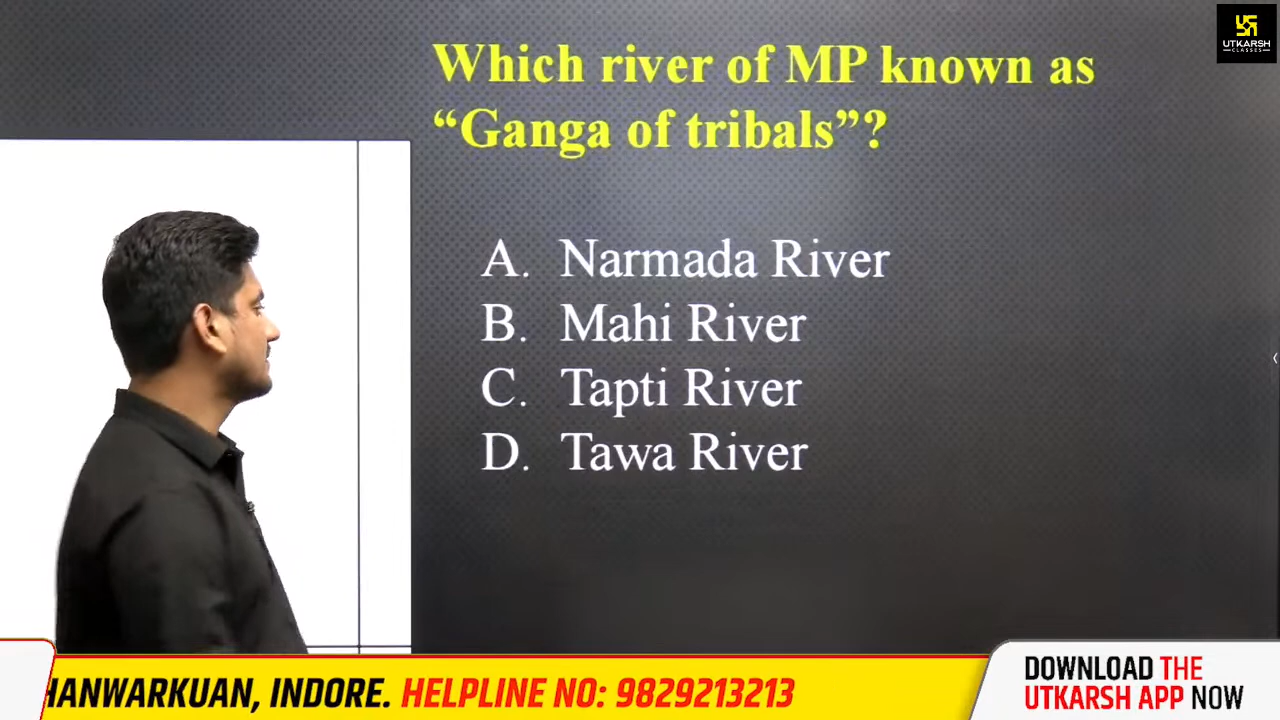 UTKARSH
CLASSES
Which river of MP known as
“Ganga of tribals”?
A. Narmada River
B. Mahi River
C. Tapti River
D. Tawa River
HANWARKUAN, INDORE. HELPLINE NO: 9829213213
DOWNLOAD THE
UTKARSH APP NOW